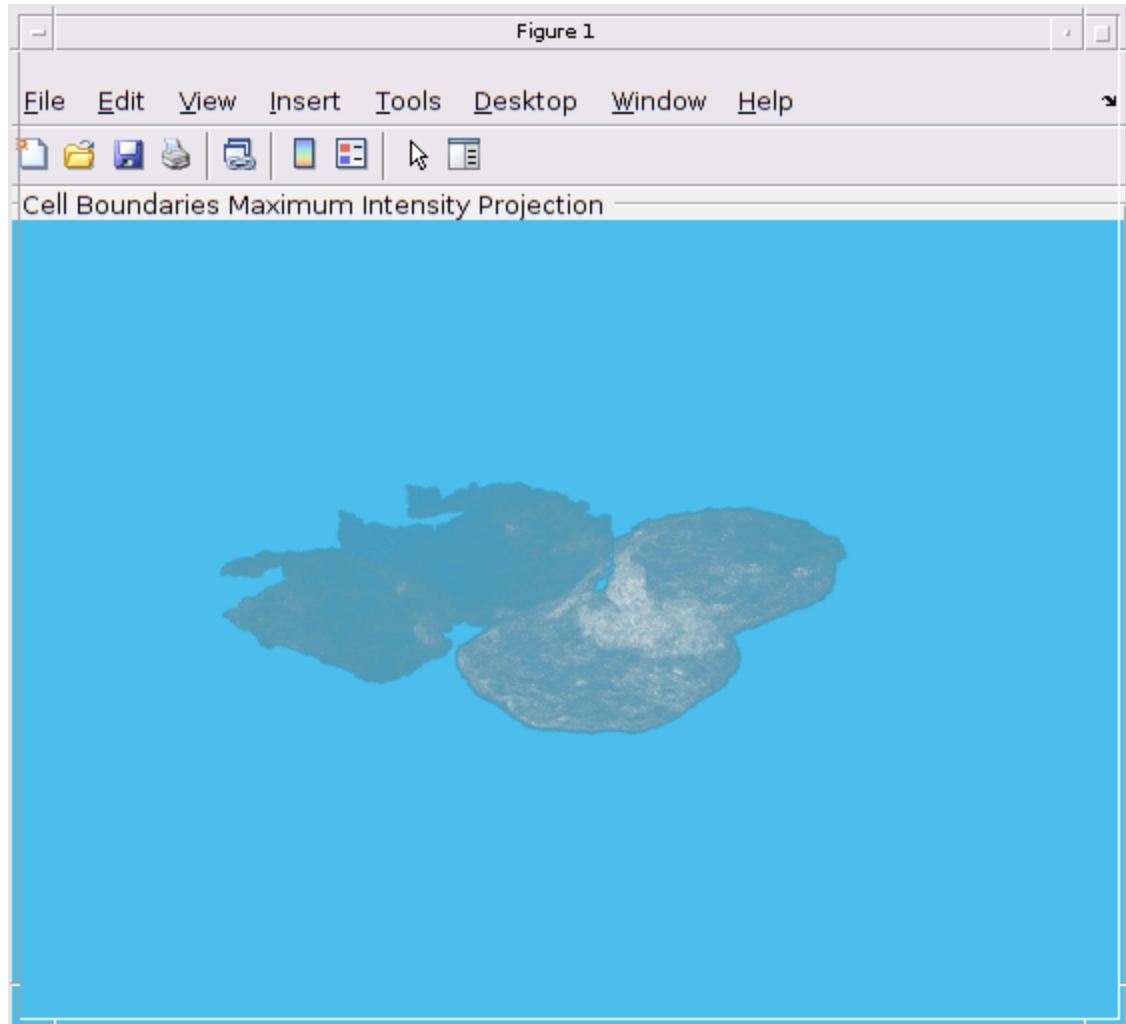 Figure 1
File Edit View Insert Tools Desktop Window Help
Cell Boundaries Maximum Intensity Projection